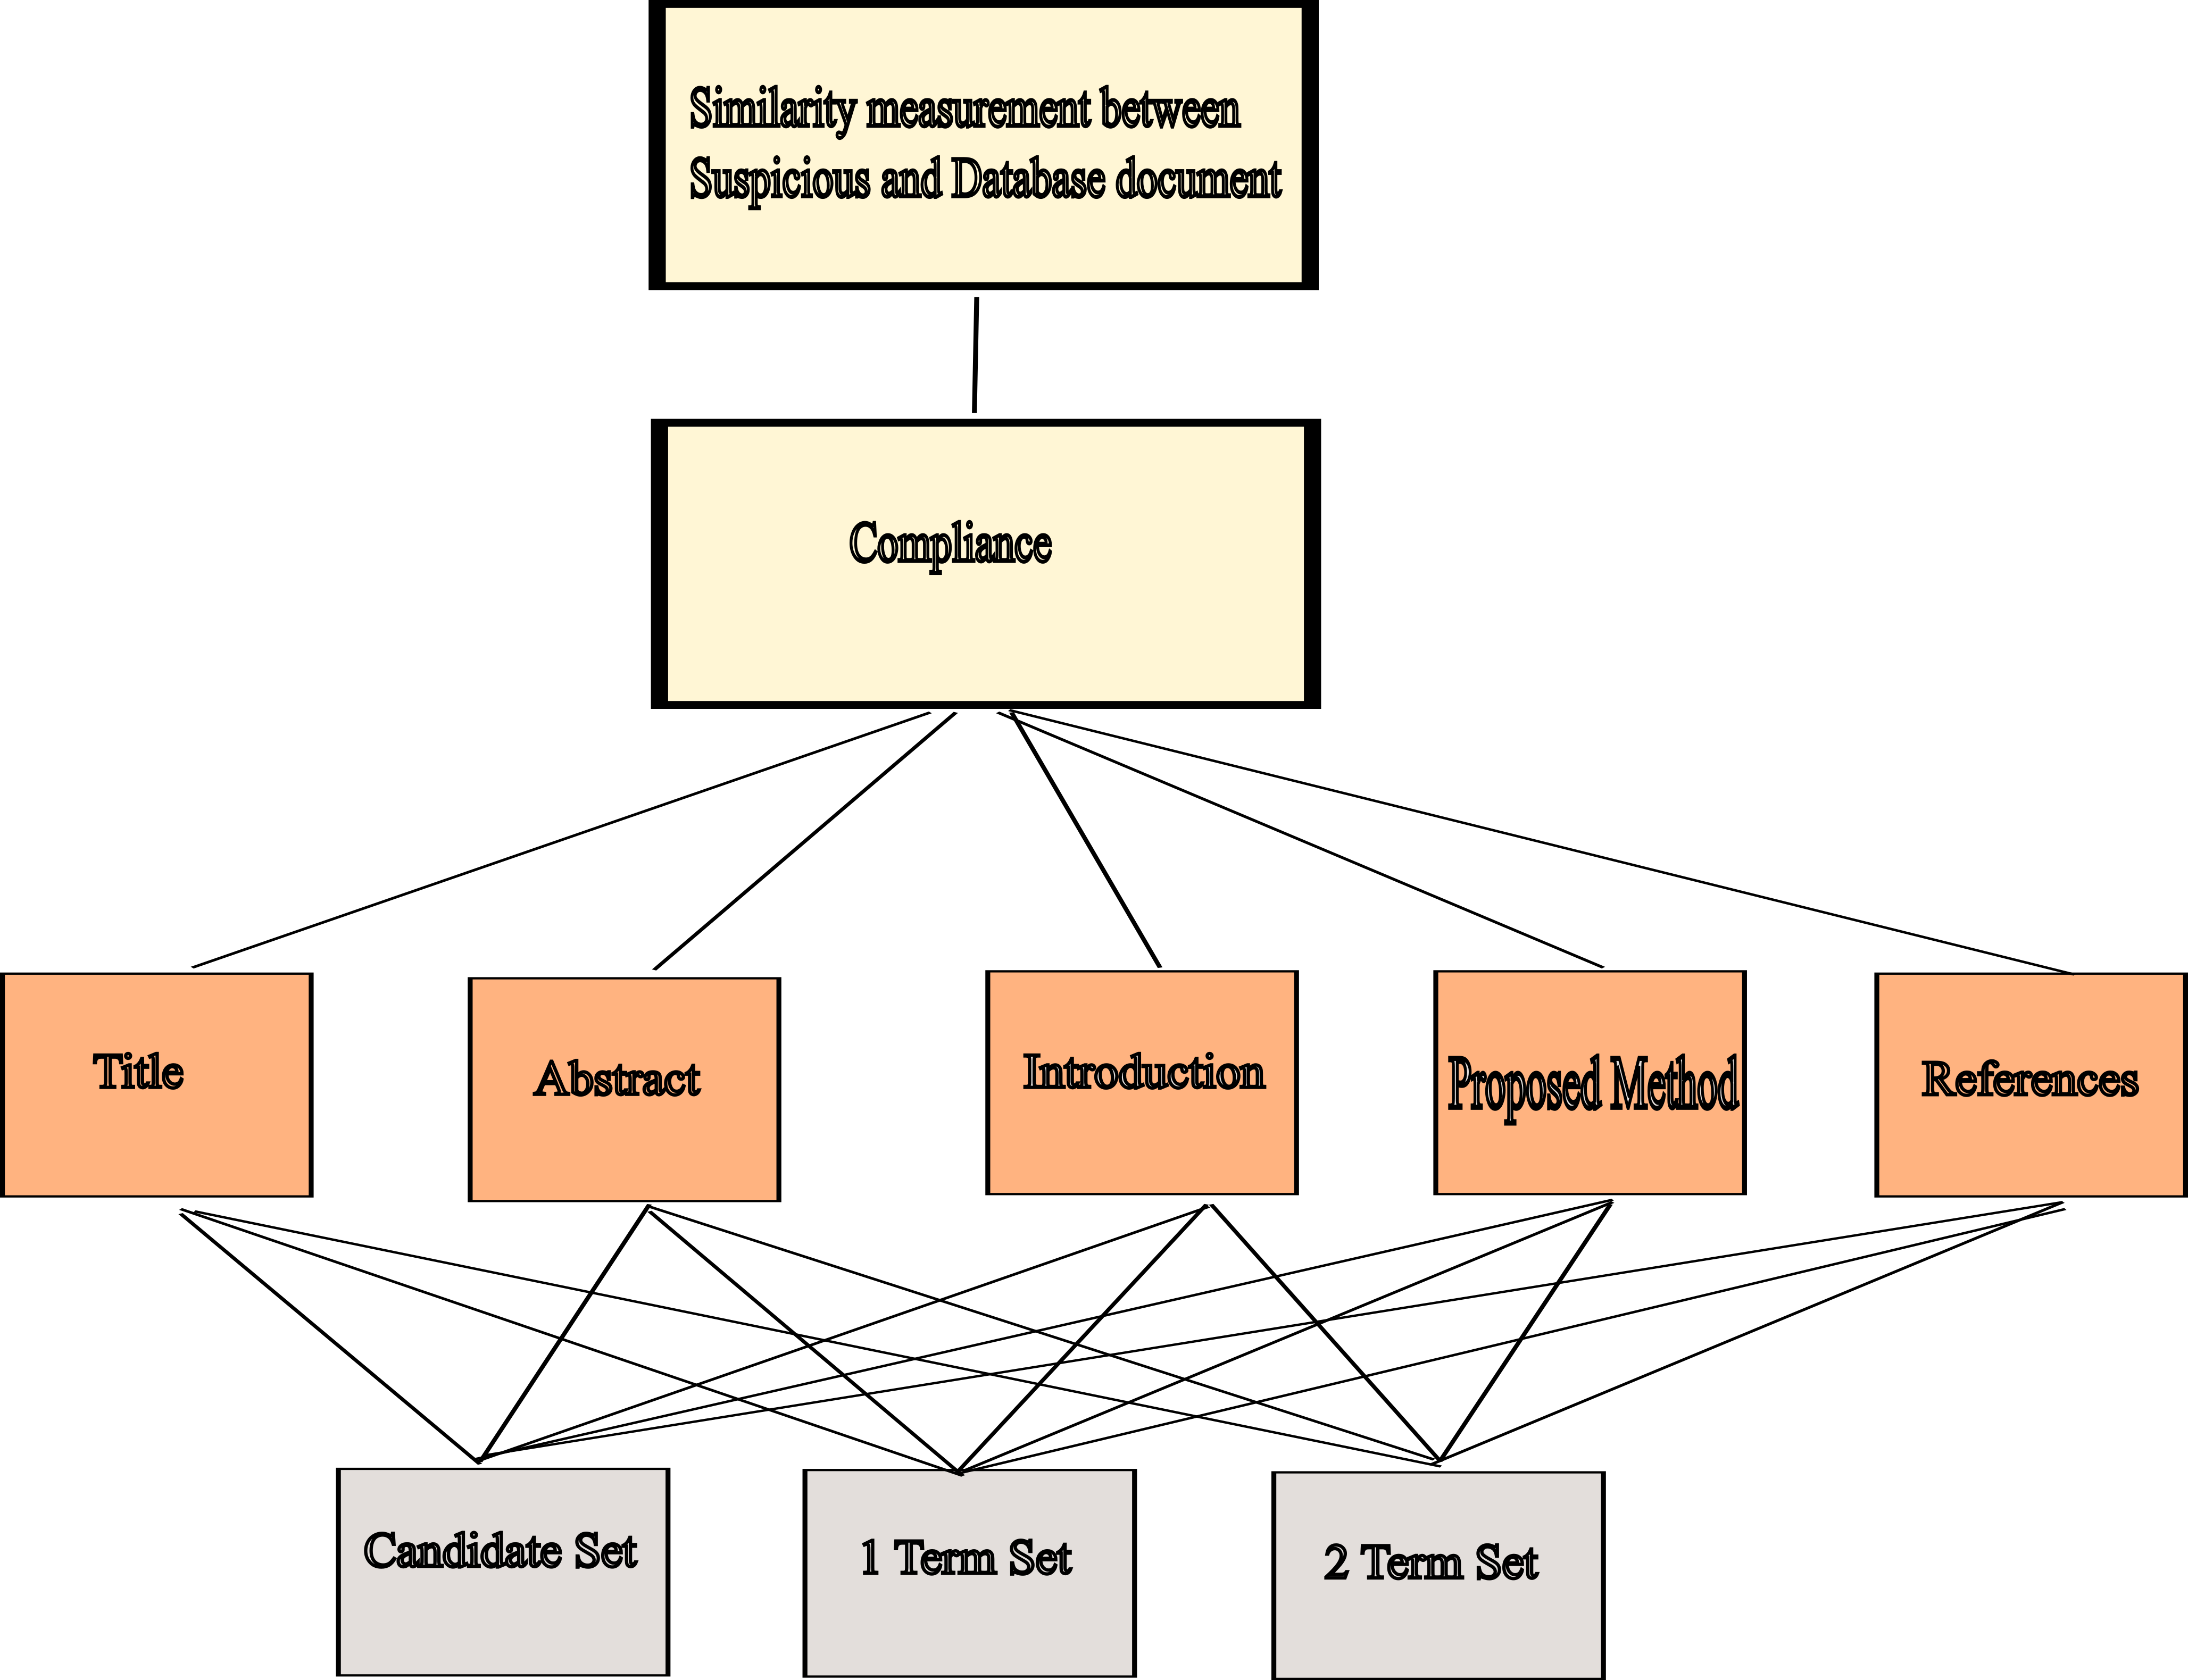 Similarity measurement between
Suspicious and Database document
Compliance
Title
Abstract
Introduction
Proposed Method
References
Candidate Set
1 Term Set
2 Term Set